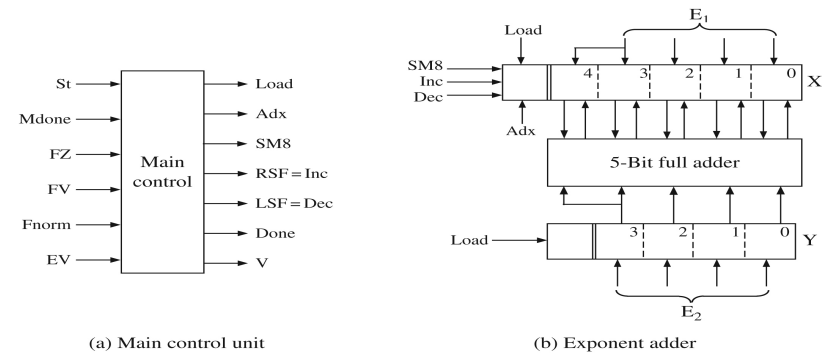 St
Mdone
FZ
FV
Fnorm
EV
Main
control
Load
Adx
SM8
RSF = Inc
LSF = Dec
Done
V
(a) Main control unit
E1
Load
SM8
Inc
Dec
4 3 2 1 0
X
Adx
5-Bit full adder
Load
3 2 1 0
Y
E2
(b) Exponent adder